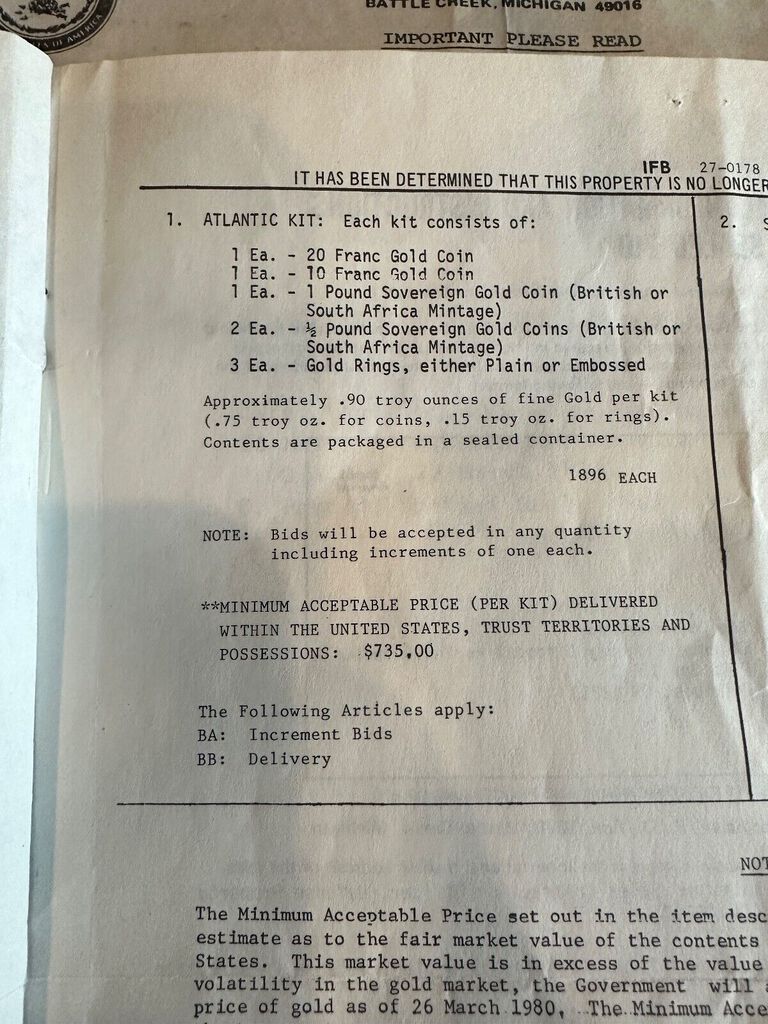 BATTLE CREEK, MICHIGAN 49016
IMPORTANT PLEASE READ
IFB 27-0178
IT HAS BEEN DETERMINED THAT THIS PROPERTY IS NO LONGER
1. ATLANTIC KIT: Each kit consists of:
2.
1 Ea. - 20 Franc Gold Coin
1 Ea. - 10 Franc Gold Coin
1 Ea. - 1 Pound Sovereign Gold Coin (British or
South Africa Mintage)
2 Ea. - ½ Pound Sovereign Gold Coins (British or
South Africa Mintage)
3 Ea. - Gold Rings, either Plain or Embossed
Approximately .90 troy ounces of fine Gold per kit
(.75 troy oz. for coins, .15 troy oz. for rings).
Contents are packaged in a sealed container.
1896 EACH
NOTE: Bids will be accepted in any quantity
including increments of one each.
**MINIMUM ACCEPTABLE PRICE (PER KIT) DELIVERED
WITHIN THE UNITED STATES, TRUST TERRITORIES AND
POSSESSIONS: $735.00
The Following Articles apply:
BA: Increment Bids
BB: Delivery
The Minimum Acceptable Price set out in the item
estimate as to the fair market value of the contents
States. This market value is in excess of the value
volatility in the gold market, the Government will
price of gold as of 26 March 1980, The Minimum